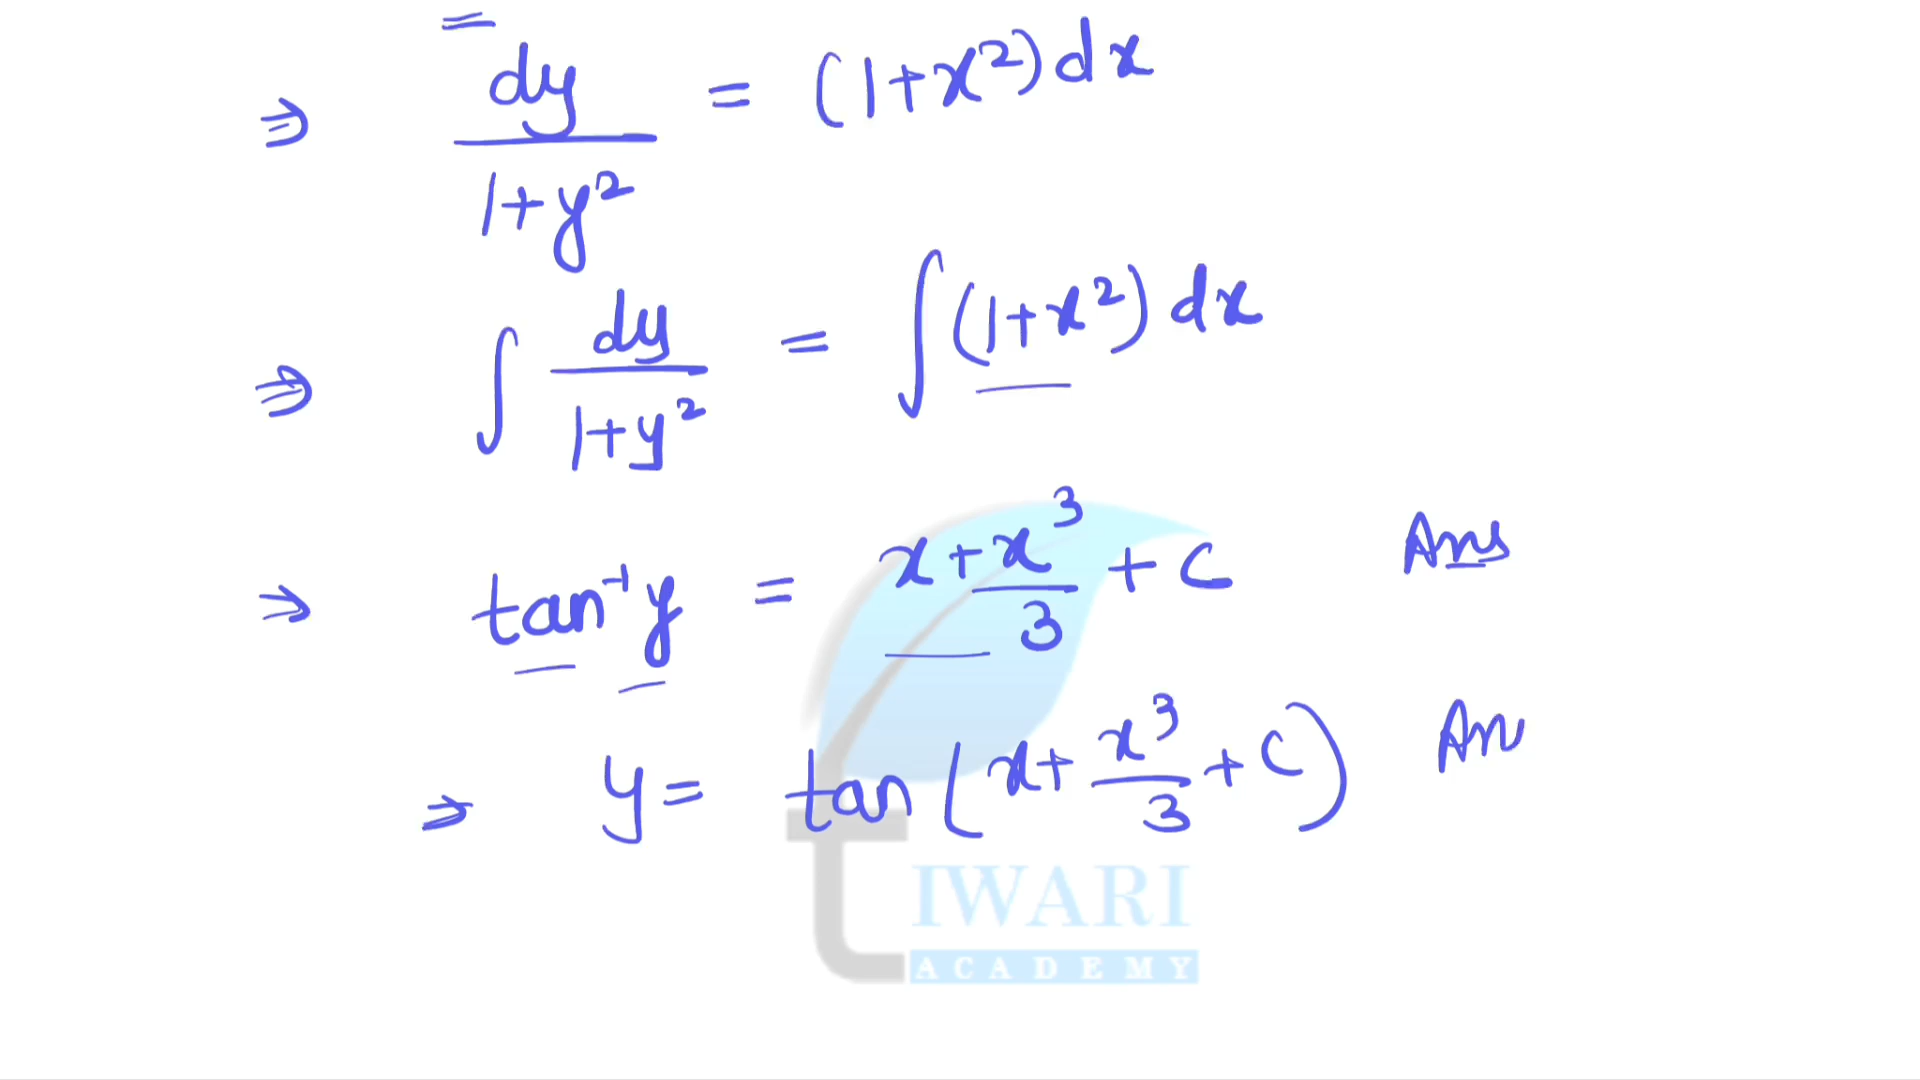 =
⇒ dy/(1+y²) = (1+x²)dx
⇒ ∫ dy/(1+y²) = ∫(1+x²) dx
⇒ tan⁻¹y = x + x³/3 + C Ans
⇒ y = tan(x + x³/3 + C) An
tIWARI
ACADEMY